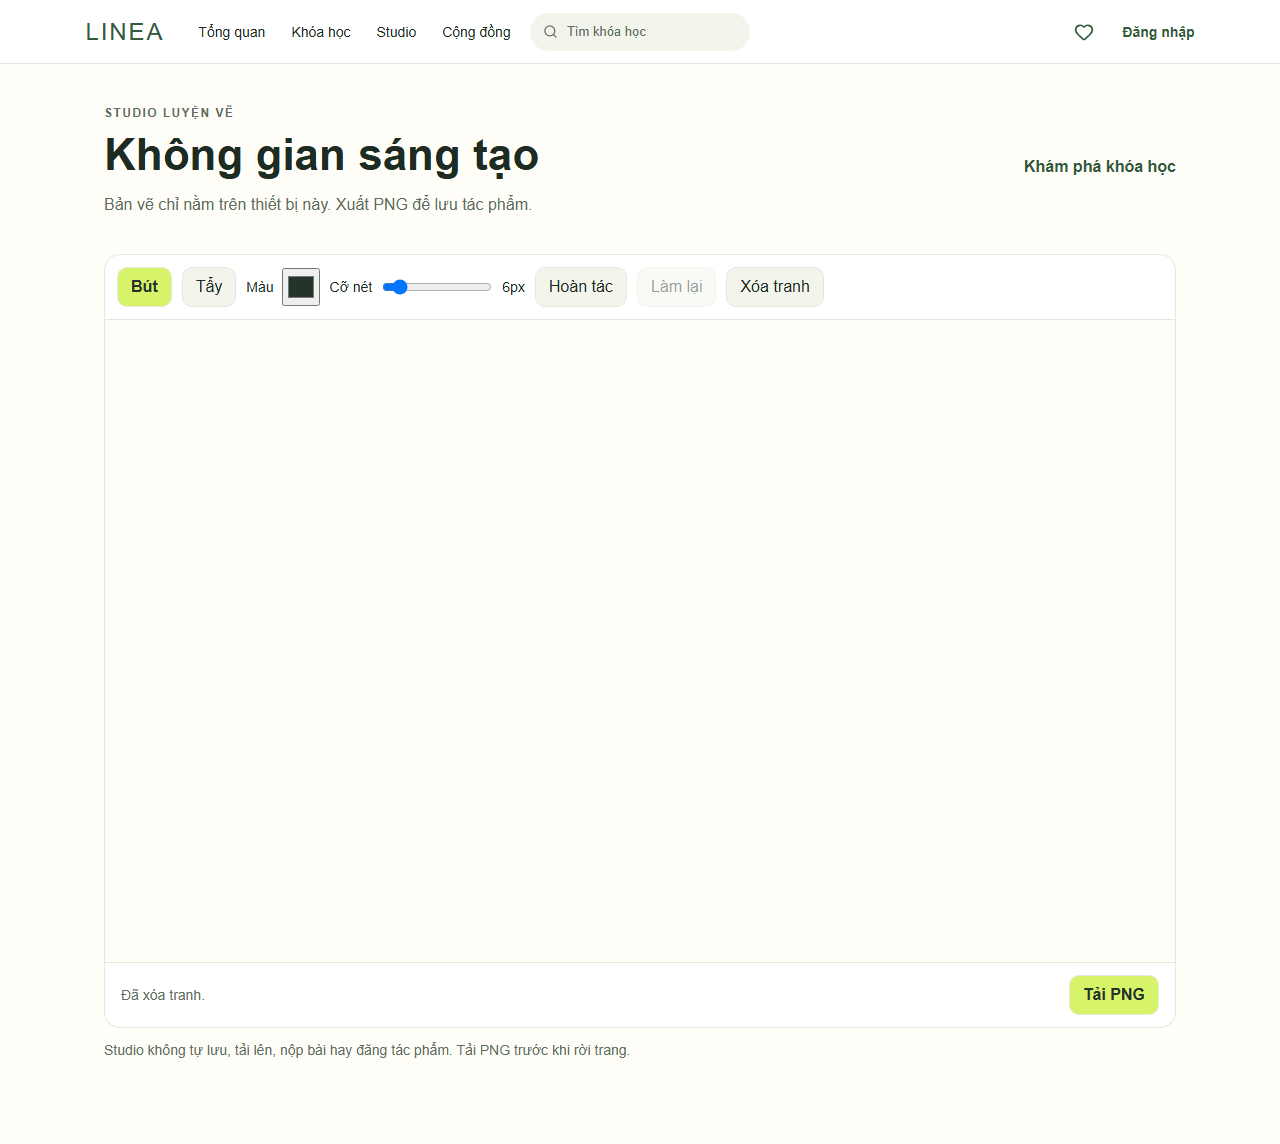 LINEA
Tổng quan
Khóa học
Studio
Cộng đồng
Tìm khóa học
Đăng nhập
STUDIO LUYỆN VẼ
Không gian sáng tạo
Khám phá khóa học
Bản vẽ chỉ nằm trên thiết bị này. Xuất PNG để lưu tác phẩm.
Bút
Tẩy
Màu
Cỡ nét
6px
Hoàn tác
Làm lại
Xóa tranh
Đã xóa tranh.
Tải PNG
Studio không tự lưu, tải lên, nộp bài hay đăng tác phẩm. Tải PNG trước khi rời trang.